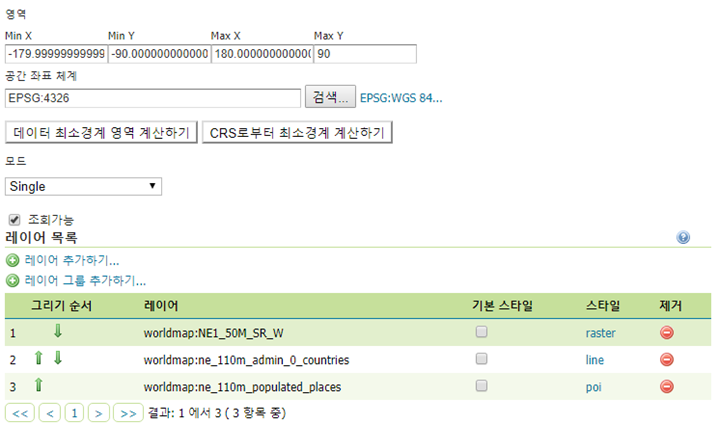 영역
Min X Min Y Max X Max Y
-179.99999999999 -90.000000000000 180.00000000000 90
공간 좌표 체계
EPSG:4326 검색... EPSG:WGS 84...
데이터 최소경계 영역 계산하기 CRS로부터 최소경계 계산하기
모드
Single
조회가능
레이어 목록
레이어 추가하기...
레이어 그룹 추가하기...
그리기 순서 레이어 기본 스타일 스타일 제거
1 worldmap:NE1_50M_SR_W raster
2 worldmap:ne_110m_admin_0_countries line
3 worldmap:ne_110m_populated_places poi
<< < 1 > >> 결과: 1 에서 3 ( 3 항목 중)